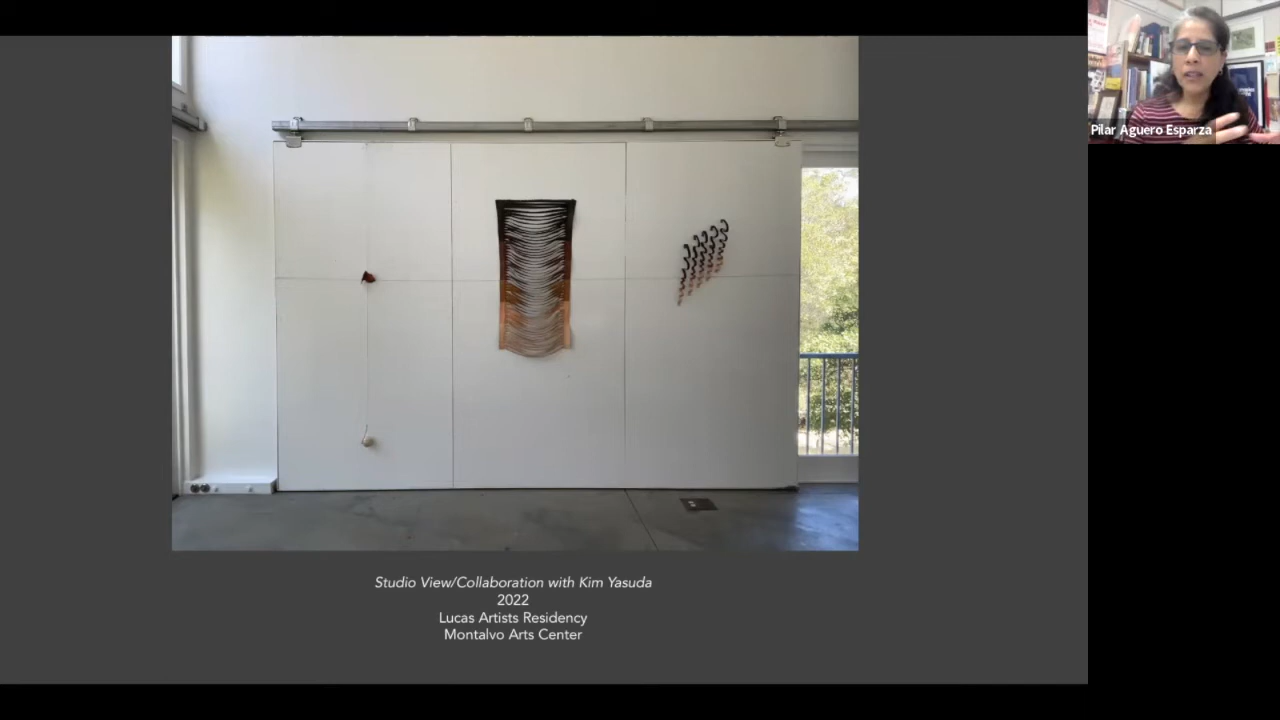 Pilar Aguero Esparza
Studio View/Collaboration with Kim Yasuda
2022
Lucas Artists Residency
Montalvo Arts Center